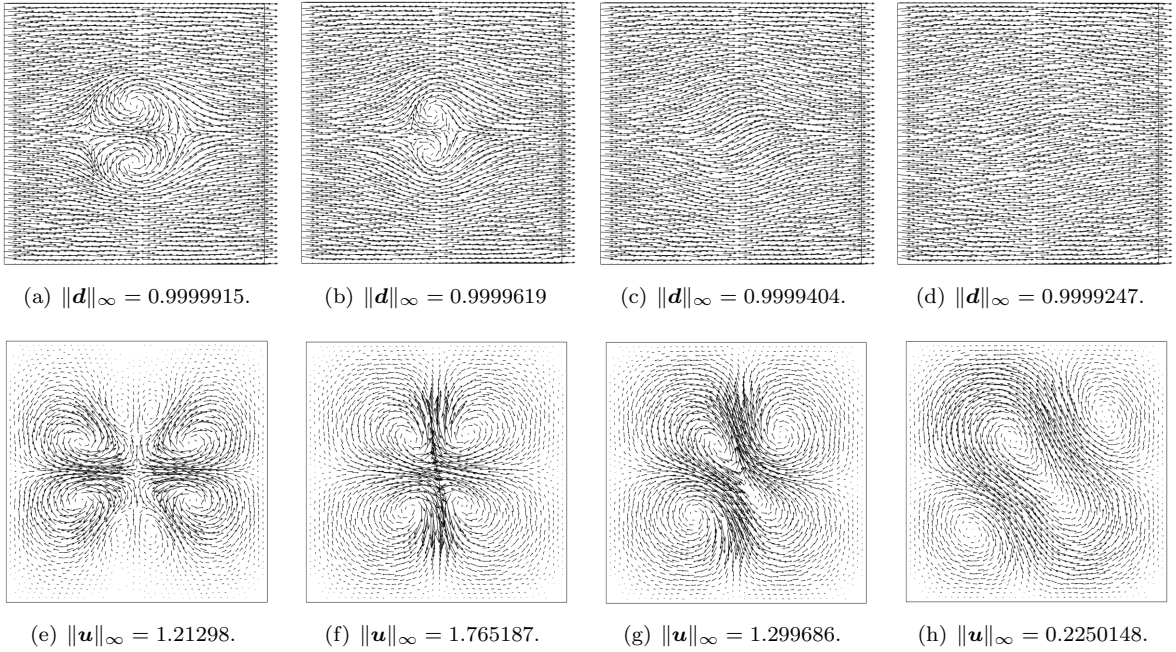 (a) ‖d‖∞ = 0.9999915. (b) ‖d‖∞ = 0.9999619 (c) ‖d‖∞ = 0.9999404. (d) ‖d‖∞ = 0.9999247.
(e) ‖u‖∞ = 1.21298. (f) ‖u‖∞ = 1.765187. (g) ‖u‖∞ = 1.299686. (h) ‖u‖∞ = 0.2250148.